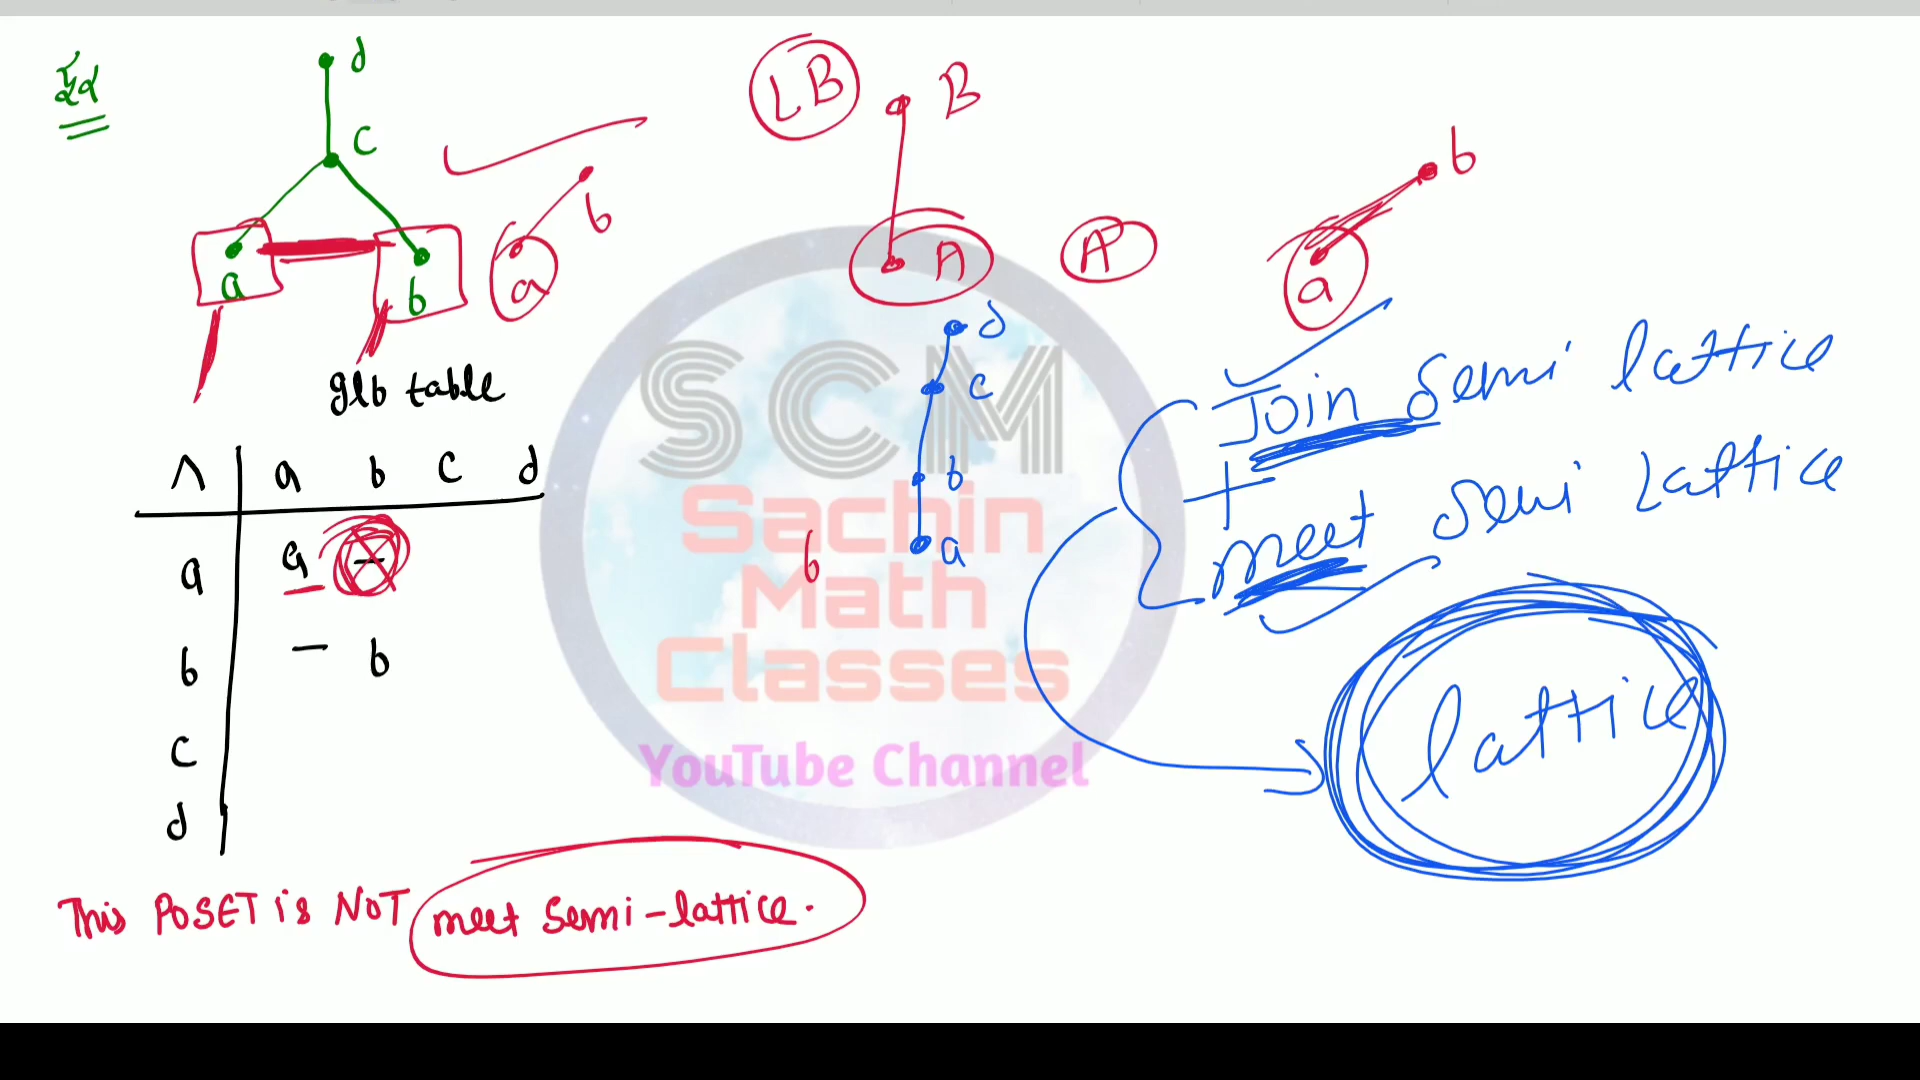 d
c
a
b
b
a
LB
B
A
A
b
a
glb table
∧ a b c d
a a –
b – b
c
d
d
c
b
a
b
Join Semi lattice
+
meet Semi Lattice
lattice
SCM
Sachin
Math
Classes
YouTube Channel
This POSET is NOT meet Semi-lattice.